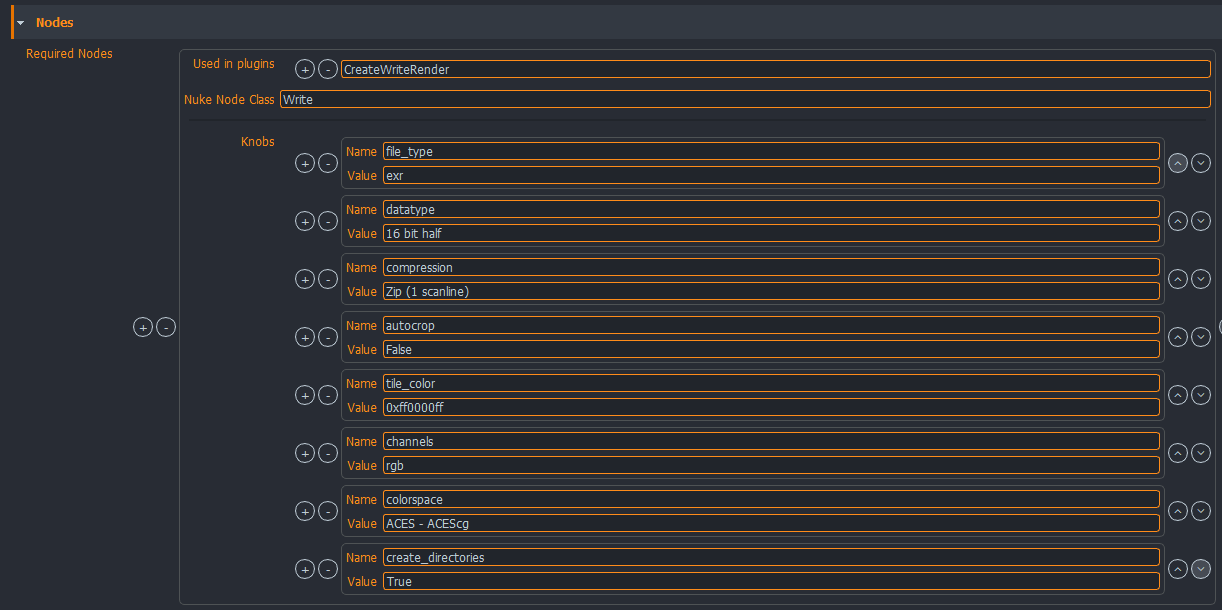 Nodes
Required Nodes
Used in plugins + - CreateWriteRender
Nuke Node Class Write
Knobs
Name file_type
+ -
Value exr
Name datatype
+ -
Value 16 bit half
Name compression
+ -
Value Zip (1 scanline)
+ -
Name autocrop
+ -
Value False
Name tile_color
+ -
Value 0xff0000ff
Name channels
+ -
Value rgb
Name colorspace
+ -
Value ACES - ACEScg
Name create_directories
+ -
Value True